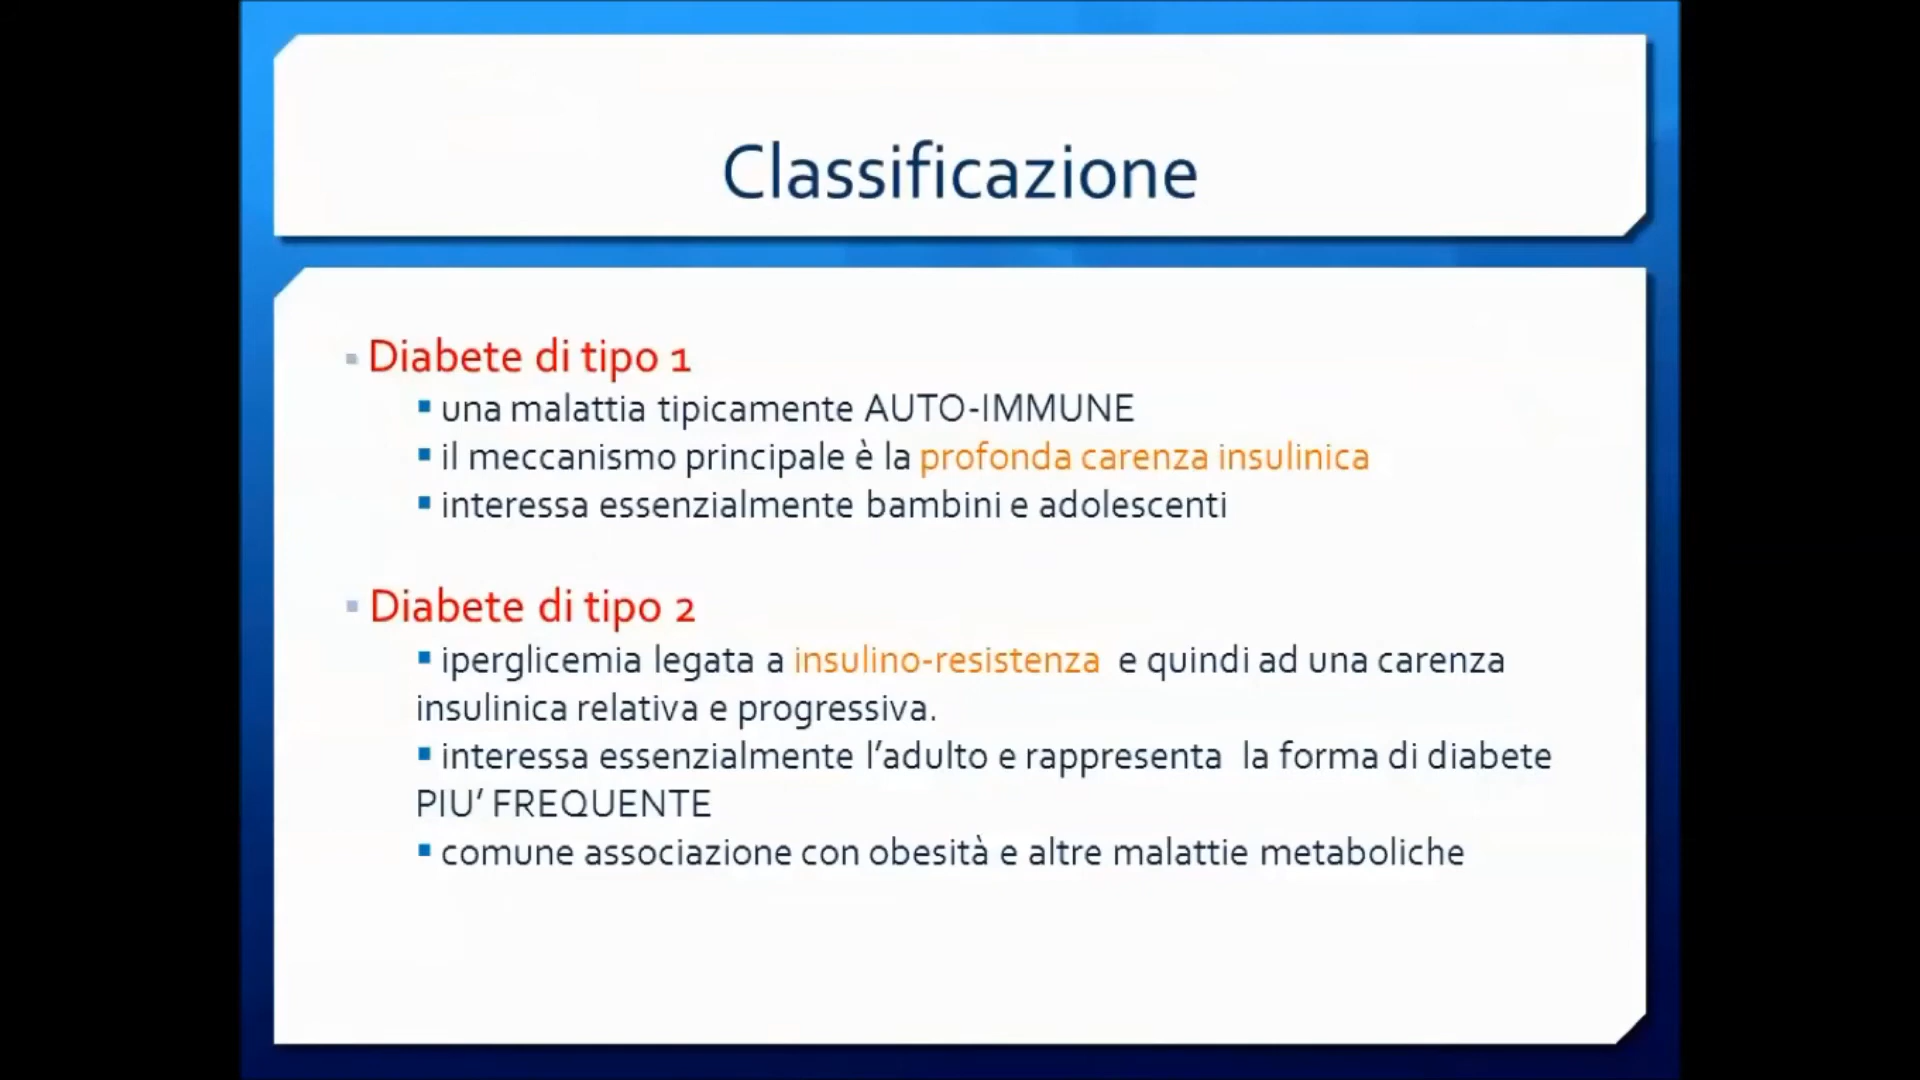 Classificazione
Diabete di tipo 1
una malattia tipicamente AUTO-IMMUNE
il meccanismo principale è la profonda carenza insulinica
interessa essenzialmente bambini e adolescenti
Diabete di tipo 2
iperglicemia legata a insulino-resistenza e quindi ad una carenza
insulinica relativa e progressiva.
interessa essenzialmente l’adulto e rappresenta la forma di diabete
PIU’ FREQUENTE
comune associazione con obesità e altre malattie metaboliche